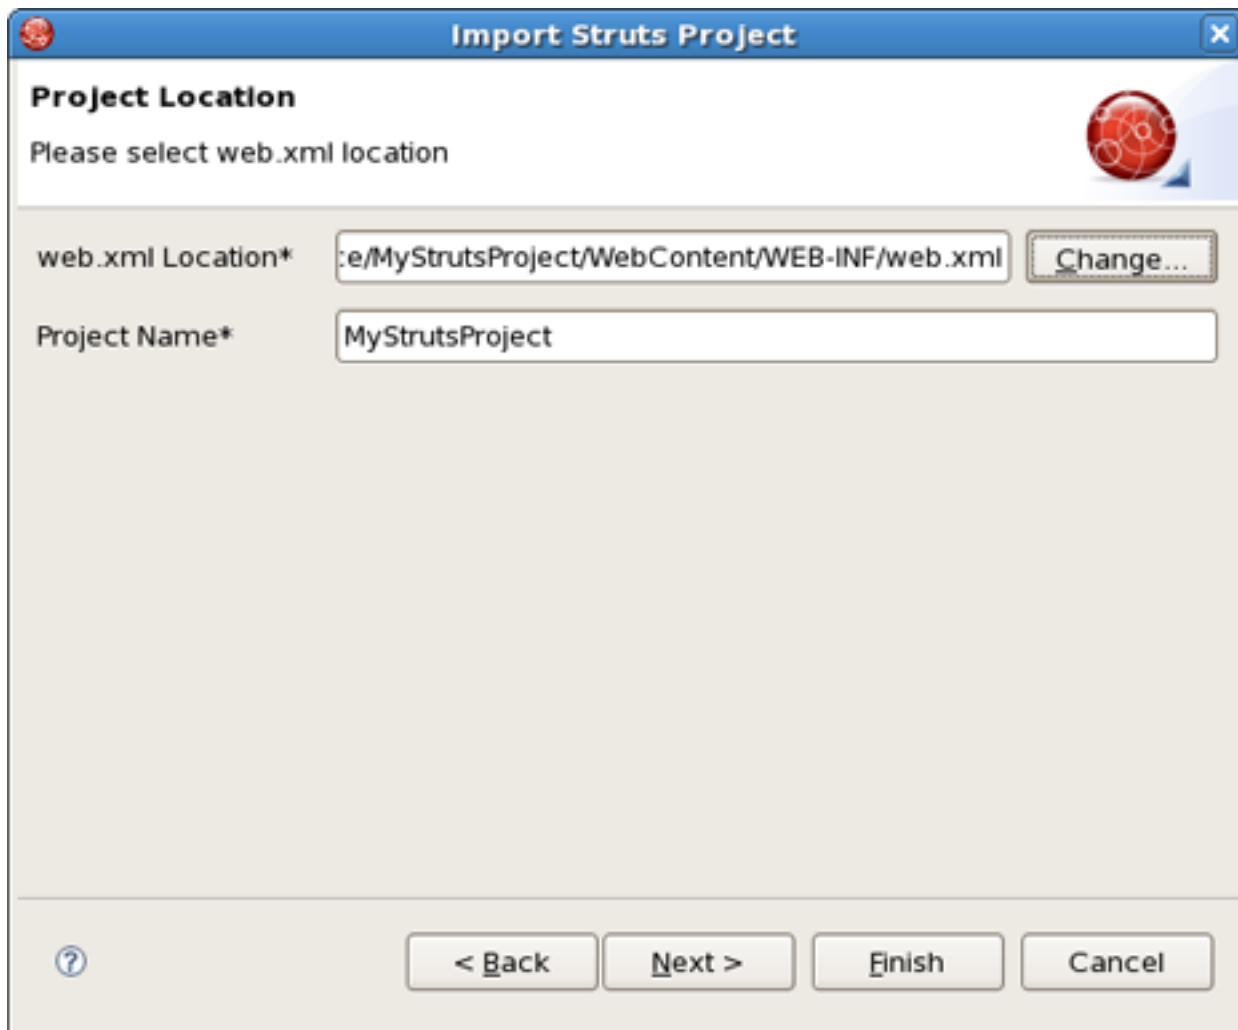 Import Struts Project
Project Location
Please select web.xml location
web.xml Location* :e/MyStrutsProject/WebContent/WEB-INF/web.xml Change...
Project Name* MyStrutsProject
? < Back Next > Finish Cancel